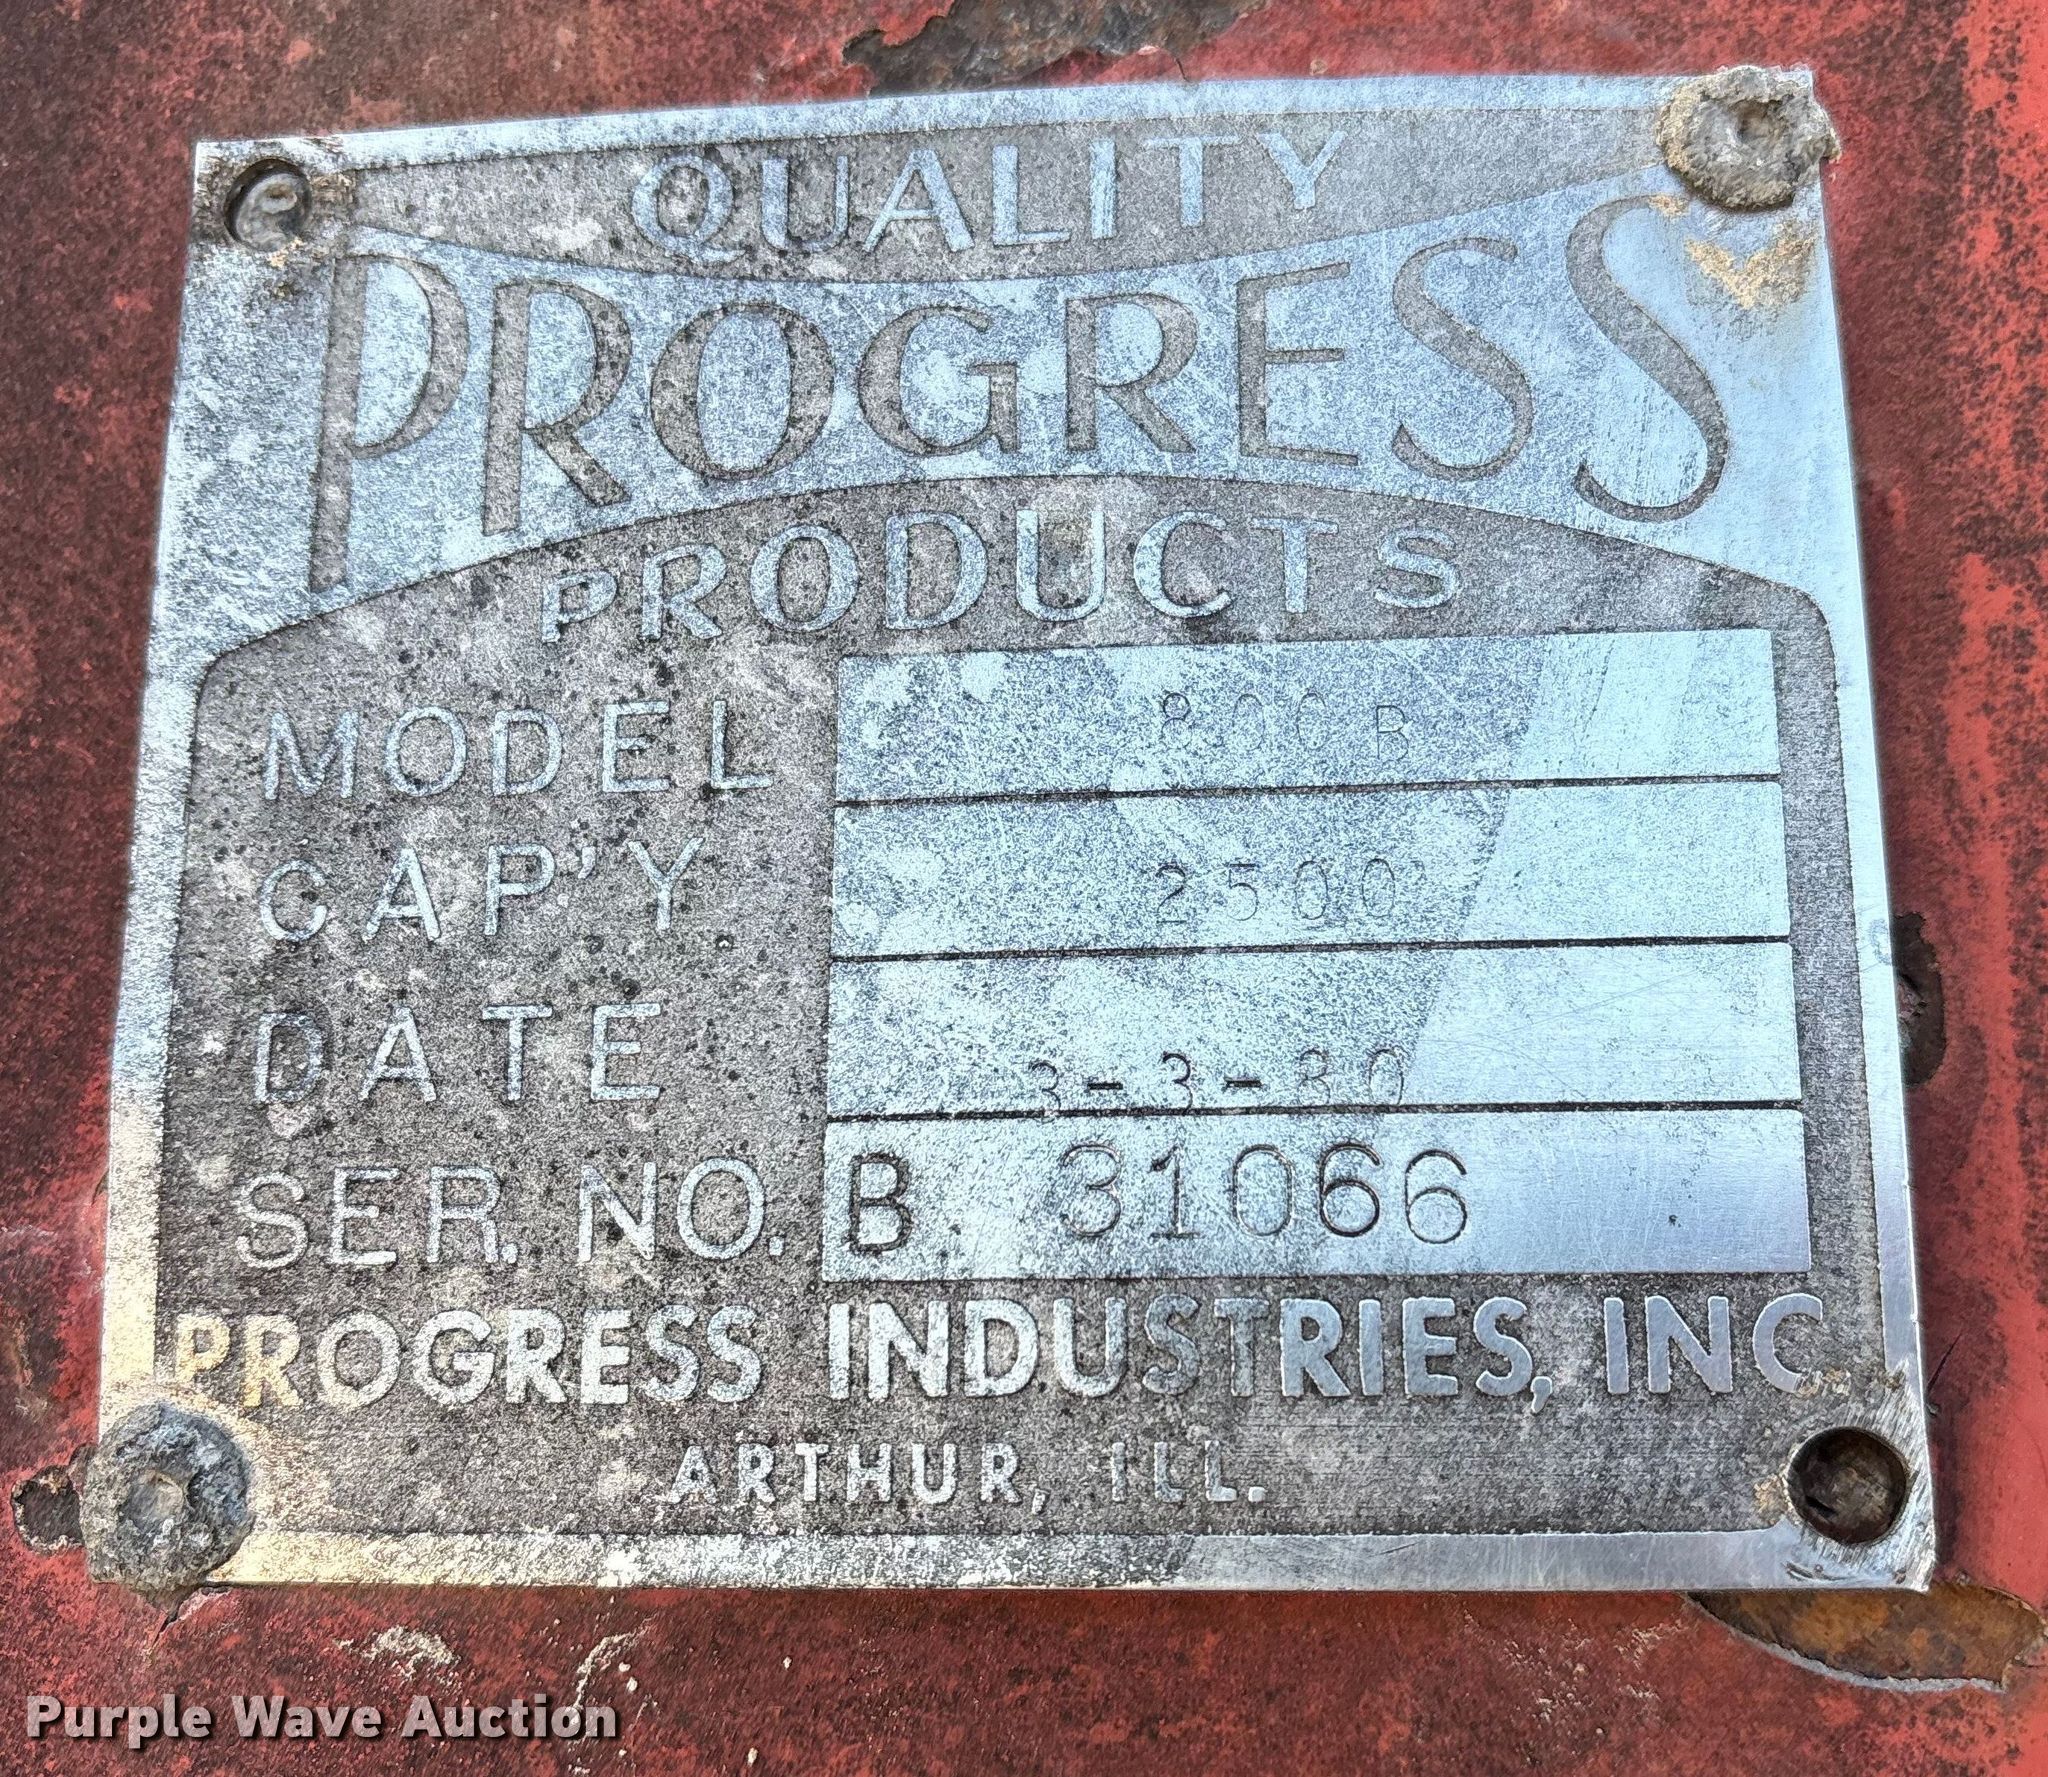 QUALITY
PROGRESS
PRODUCTS
MODEL 800B
CAP'Y. 2500
DATE 3-3-80
SER. NO. B 31066
PROGRESS INDUSTRIES, INC
ARTHUR, ILL.
Purple Wave Auction